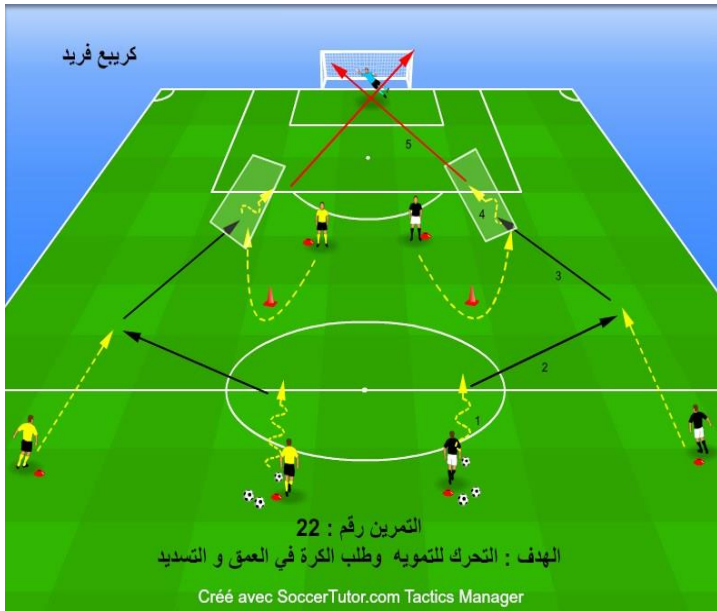 كريبع فريد
5
4
3
2
1
التمرين رقم : 22
الهدف : التحرك للتمويه وطلب الكرة في العمق و التسديد
Créé avec SoccerTutor.com Tactics Manager